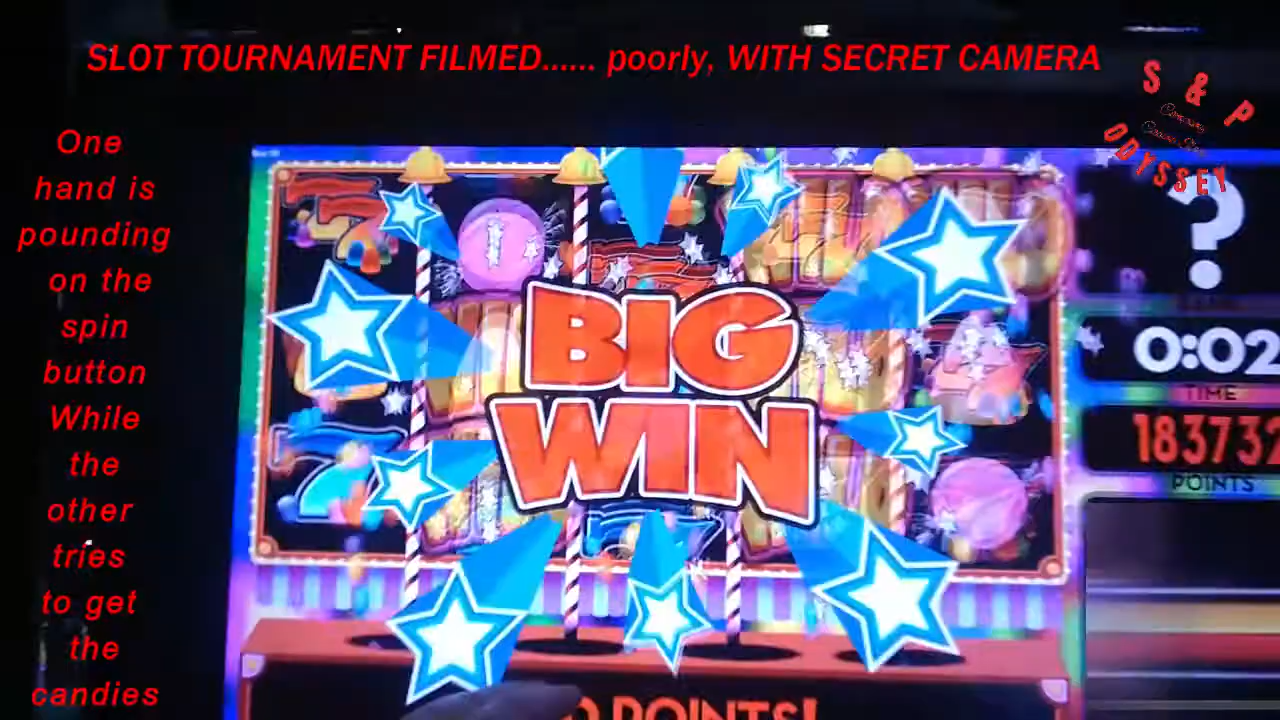 SLOT TOURNAMENT FILMED...... poorly, WITH SECRET CAMERA
S & P
ODYSSEY
One
hand is
pounding
on the
spin
button
While
the
other
tries
to get
the
candies
BIG
WIN
?
0:02
TIME
183732
POINTS
POINTS!